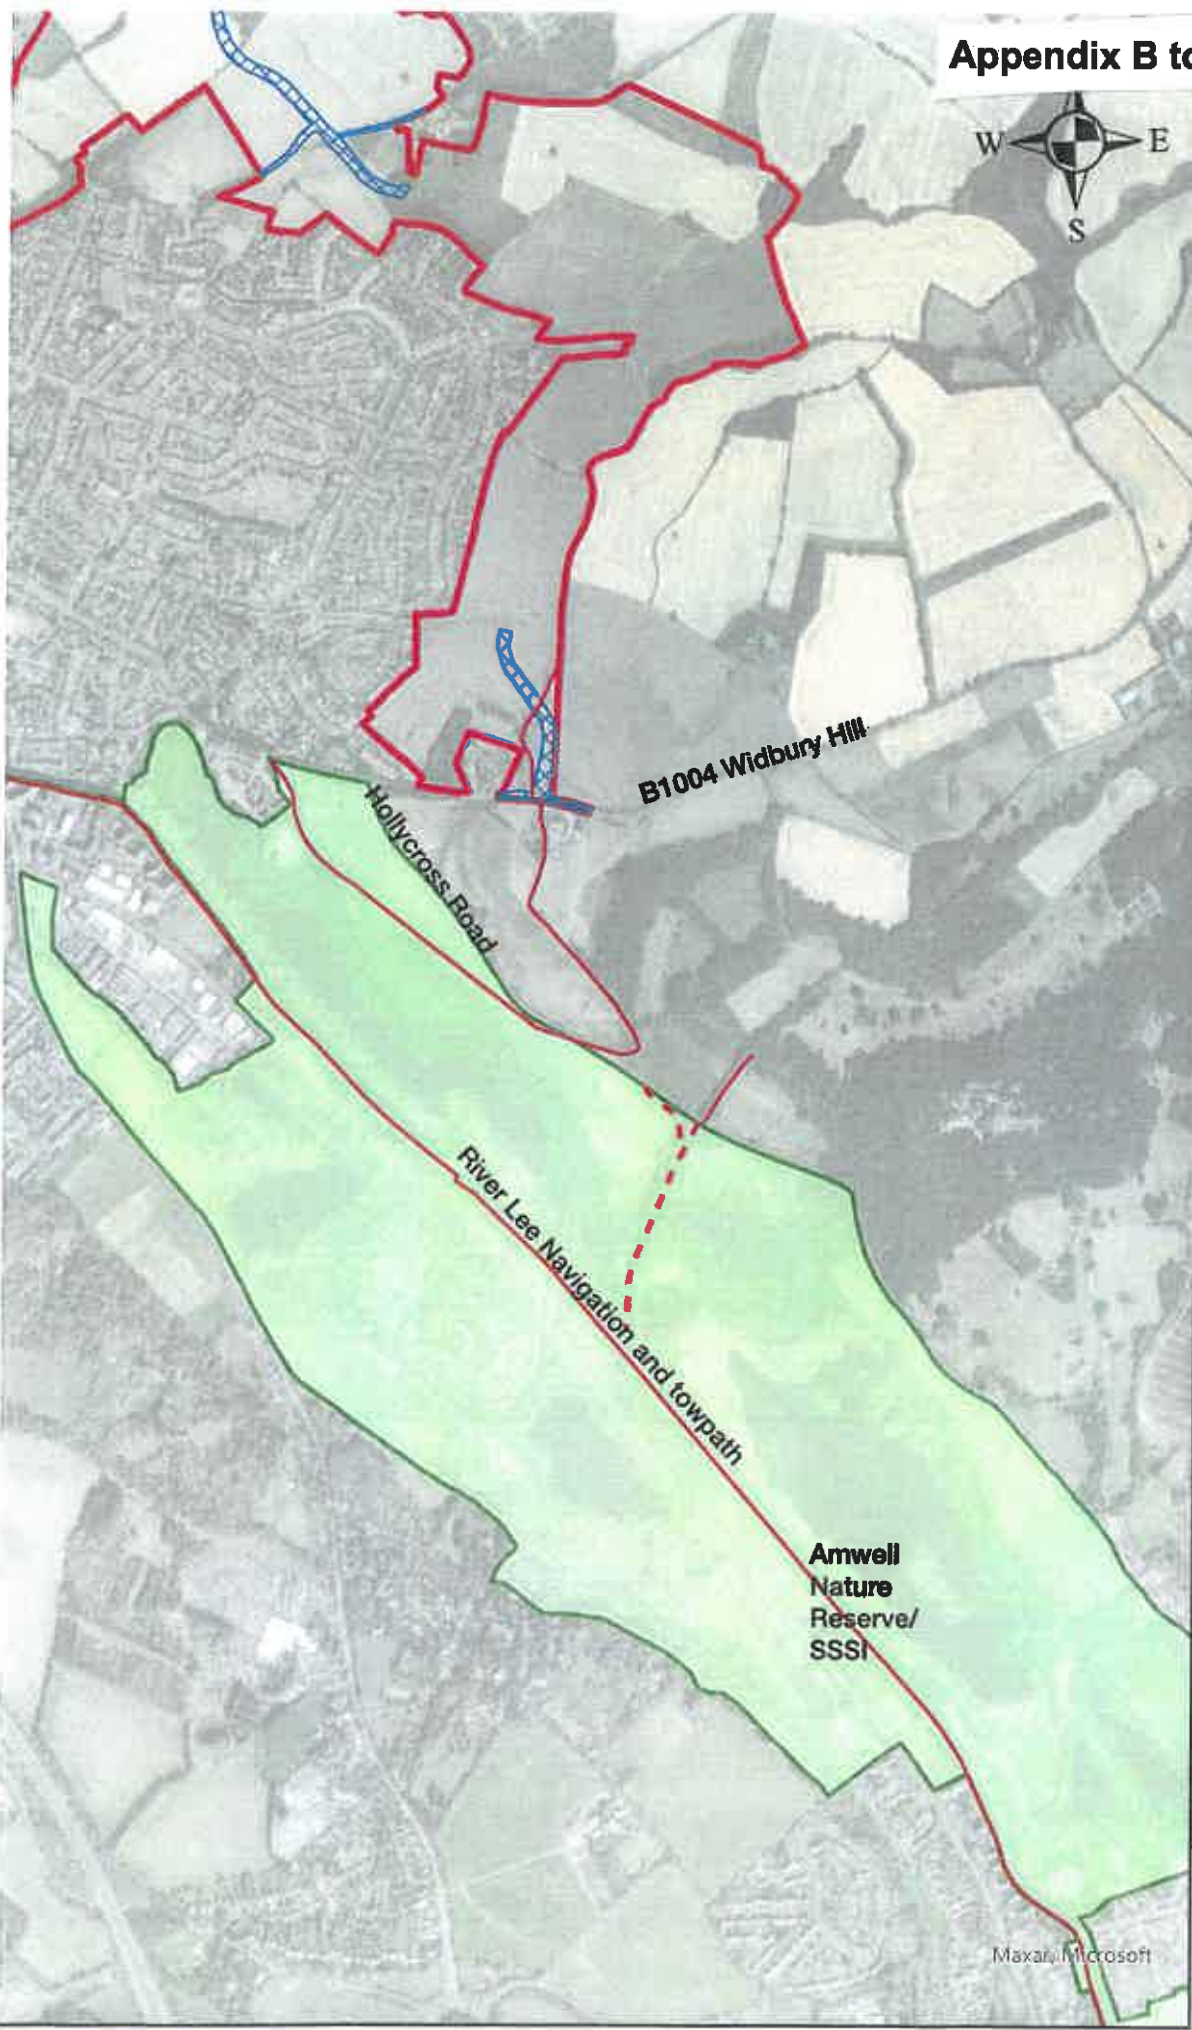 Appendix B to
W E
S
B1004 Widbury Hill
Hollycross Road
River Lee Navigation and towpath
Amwell
Nature
Reserve/
SSSI
Maxar, Microsoft